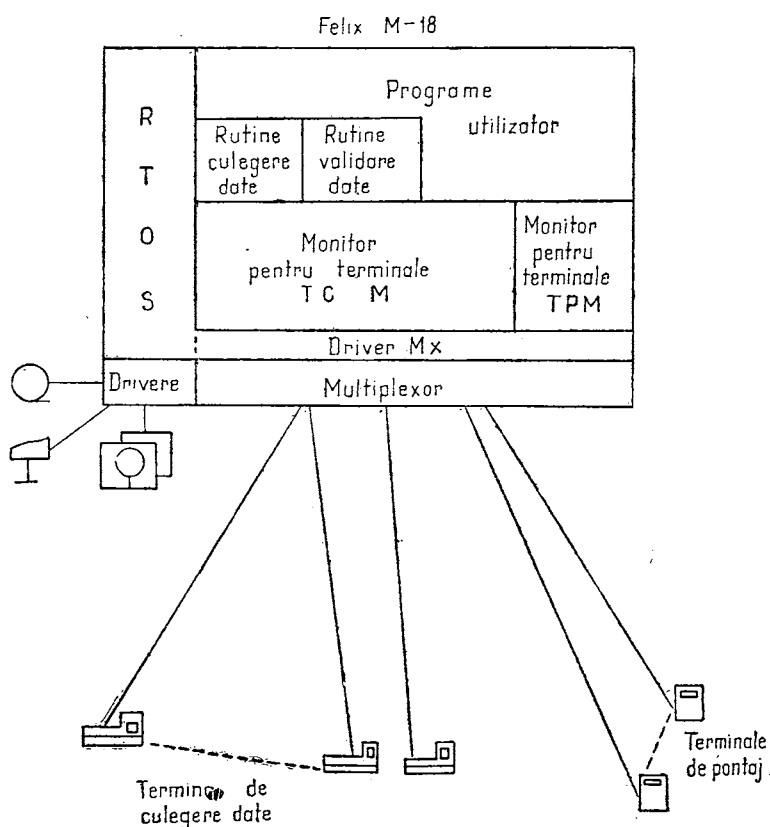 Felix M-18
R
T
O
S
Programe
utilizator
Rutine
culegere
date
Rutine
validare
date
Monitor
pentru terminale
TC M
Monitor
pentru
terminale
TPM
Driver Mx
Drivere
Multiplexor
de
culegere date
Terminale
de pontaj